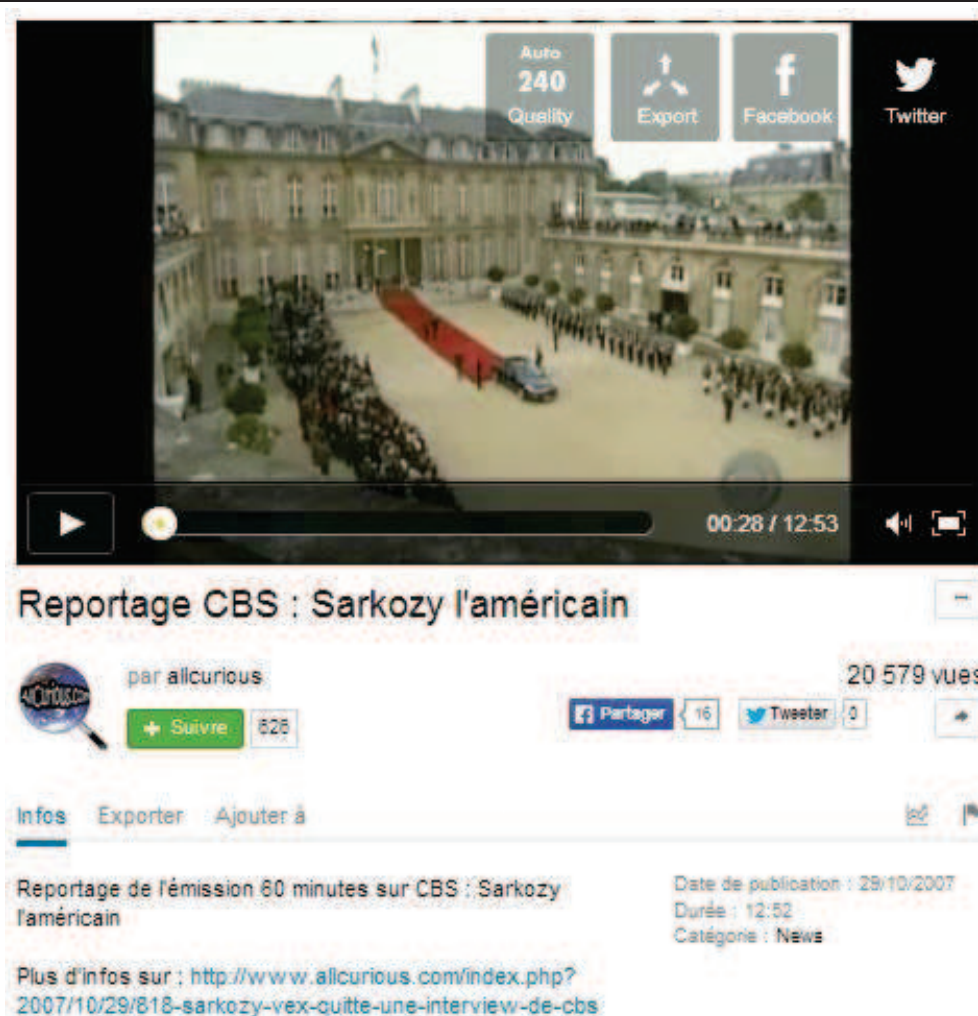 Auto
240
Quality
Export
Facebook
Twitter
00:28 / 12:53
Reportage CBS : Sarkozy l'américain
AllCurious.com
par allcurious
20 579 vues
+ Suivre 626
Partager 16
Tweeter 0
Infos Exporter Ajouter à
Reportage de l'émission 60 minutes sur CBS : Sarkozy
l'américain
Date de publication : 29/10/2007
Durée : 12:52
Catégorie : News
Plus d'infos sur : http://www.allcurious.com/index.php?
2007/10/29/818-sarkozy-vex-quitte-une-interview-de-cbs